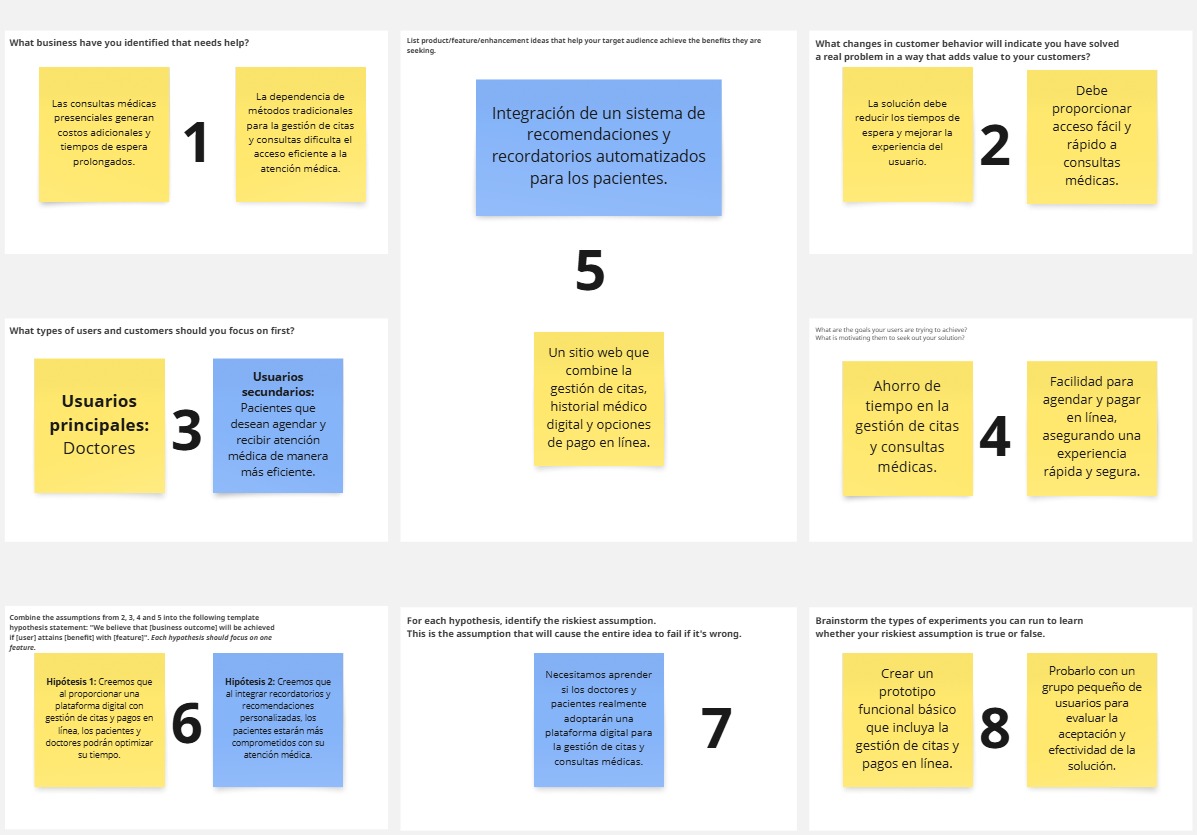 What business have you identified that needs help?
Las consultas médicas
presenciales generan
costos adicionales y
tiempos de espera
prolongados.
1
La dependencia de
métodos tradicionales
para la gestión de citas
y consultas dificulta el
acceso eficiente a la
atención médica.
List product/feature/enhancement ideas that help your target audience achieve the benefits they are
seeking.
Integración de un sistema de
recomendaciones y
recordatorios automatizados
para los pacientes.
5
Un sitio web que
combine la
gestión de citas,
historial médico
digital y opciones
de pago en línea.
What changes in customer behavior will indicate you have solved
a real problem in a way that adds value to your customers?
La solución debe
reducir los tiempos de
espera y mejorar la
experiencia del
usuario.
2
Debe
proporcionar
acceso fácil y
rápido a
consultas
médicas.
What types of users and customers should you focus on first?
Usuarios
principales:
Doctores
3
Usuarios
secundarios:
Pacientes que
desean agendar y
recibir atención
médica de manera
más eficiente.
What are the goals your users are trying to achieve?
What is motivating them to seek out your solution?
Ahorro de
tiempo en la
gestión de citas
y consultas
médicas.
4
Facilidad para
agendar y pagar
en línea,
asegurando una
experiencia
rápida y segura.
Combine the assumptions from 2, 3, 4 and 5 into the following template
hypothesis statement: "We believe that [business outcome] will be achieved
if [user] attains [benefit] with [feature]". Each hypothesis should focus on one
feature.
Hipótesis 1: Creemos que
al proporcionar una
plataforma digital con
gestión de citas y pagos en
línea, los pacientes y
doctores podrán optimizar
su tiempo.
6
Hipótesis 2: Creemos que
al integrar recordatorios y
recomendaciones
personalizadas, los
pacientes estarán más
comprometidos con su
atención médica.
For each hypothesis, identify the riskiest assumption.
This is the assumption that will cause the entire idea to fail if it's wrong.
Necesitamos aprender
si los doctores y
pacientes realmente
adoptarán una
plataforma digital para
la gestión de citas y
consultas médicas.
7
Brainstorm the types of experiments you can run to learn
whether your riskiest assumption is true or false.
Crear un
prototipo
funcional básico
que incluya la
gestión de citas y
pagos en línea.
8
Probarlo con un
grupo pequeño de
usuarios para
evaluar la
aceptación y
efectividad de la
solución.